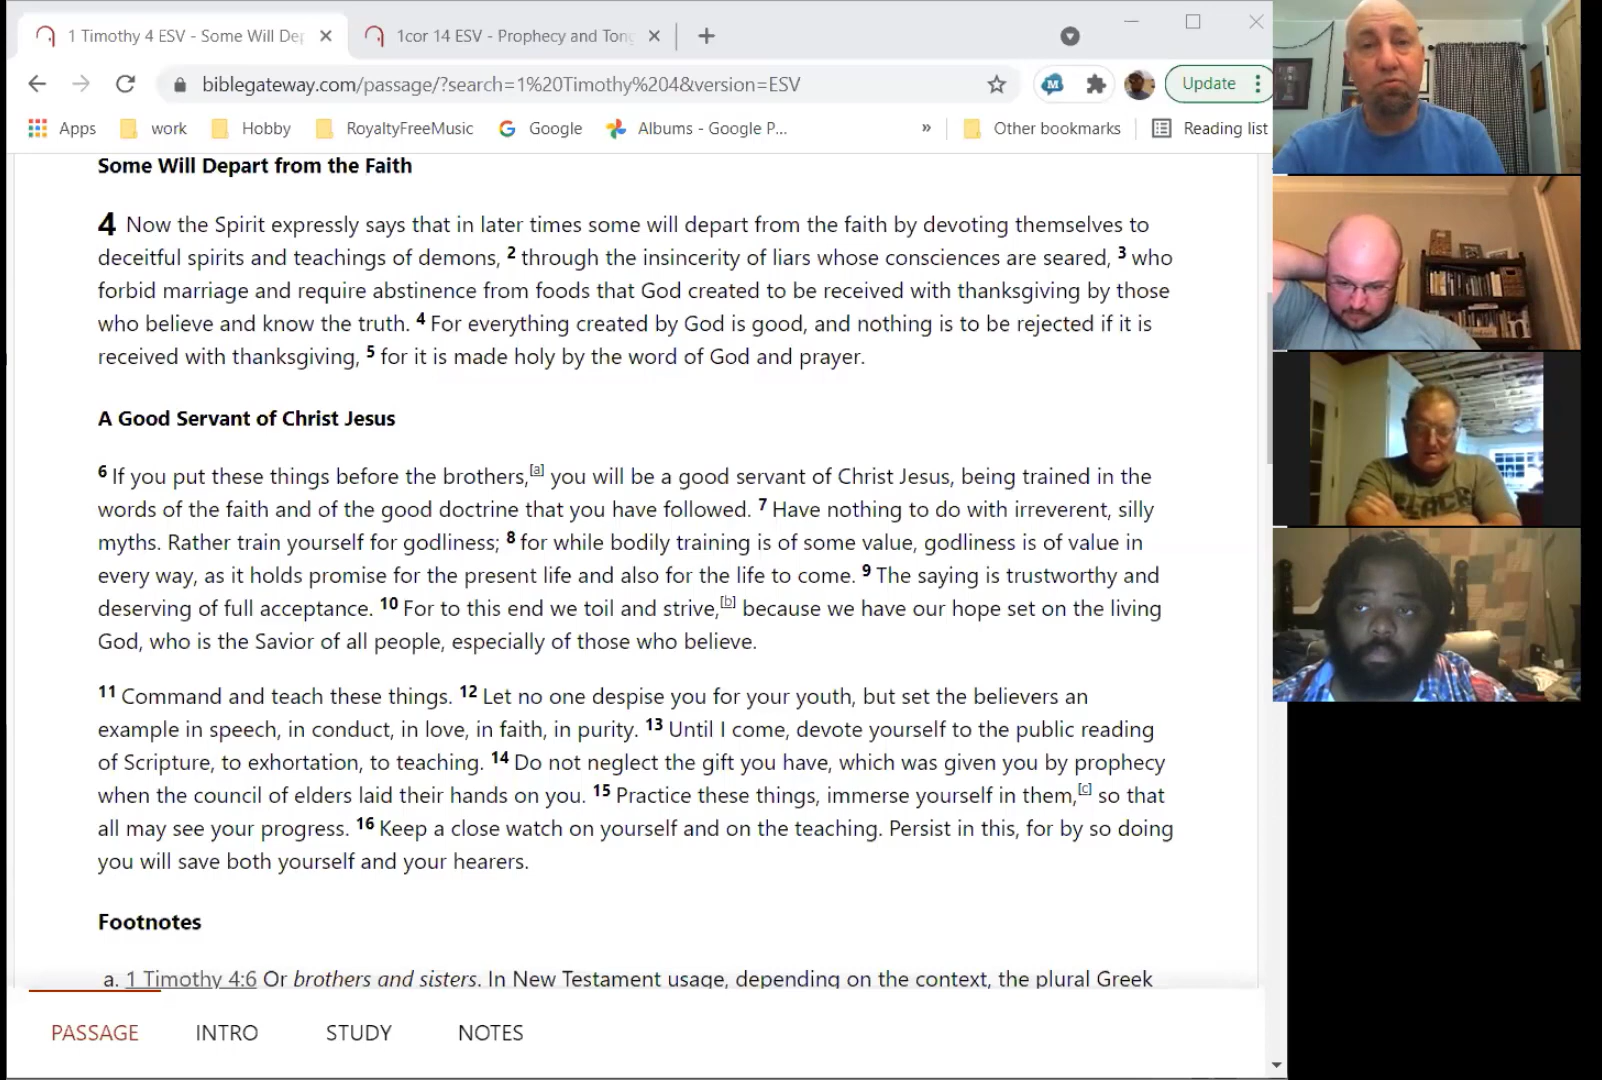 1 Timothy 4 ESV - Some Will Dep
1cor 14 ESV - Prophecy and Tong
biblegateway.com/passage/?search=1%20Timothy%204&version=ESV
M
Update
Apps work Hobby RoyaltyFreeMusic Google Albums - Google P... » Other bookmarks Reading list
Some Will Depart from the Faith
4 Now the Spirit expressly says that in later times some will depart from the faith by devoting themselves to
deceitful spirits and teachings of demons, 2 through the insincerity of liars whose consciences are seared, 3 who
forbid marriage and require abstinence from foods that God created to be received with thanksgiving by those
who believe and know the truth. 4 For everything created by God is good, and nothing is to be rejected if it is
received with thanksgiving, 5 for it is made holy by the word of God and prayer.
A Good Servant of Christ Jesus
6 If you put these things before the brothers,[a] you will be a good servant of Christ Jesus, being trained in the
words of the faith and of the good doctrine that you have followed. 7 Have nothing to do with irreverent, silly
myths. Rather train yourself for godliness; 8 for while bodily training is of some value, godliness is of value in
every way, as it holds promise for the present life and also for the life to come. 9 The saying is trustworthy and
deserving of full acceptance. 10 For to this end we toil and strive,[b] because we have our hope set on the living
God, who is the Savior of all people, especially of those who believe.
11 Command and teach these things. 12 Let no one despise you for your youth, but set the believers an
example in speech, in conduct, in love, in faith, in purity. 13 Until I come, devote yourself to the public reading
of Scripture, to exhortation, to teaching. 14 Do not neglect the gift you have, which was given you by prophecy
when the council of elders laid their hands on you. 15 Practice these things, immerse yourself in them,[c] so that
all may see your progress. 16 Keep a close watch on yourself and on the teaching. Persist in this, for by so doing
you will save both yourself and your hearers.
Footnotes
a. 1 Timothy 4:6 Or brothers and sisters. In New Testament usage, depending on the context, the plural Greek
PASSAGE INTRO STUDY NOTES